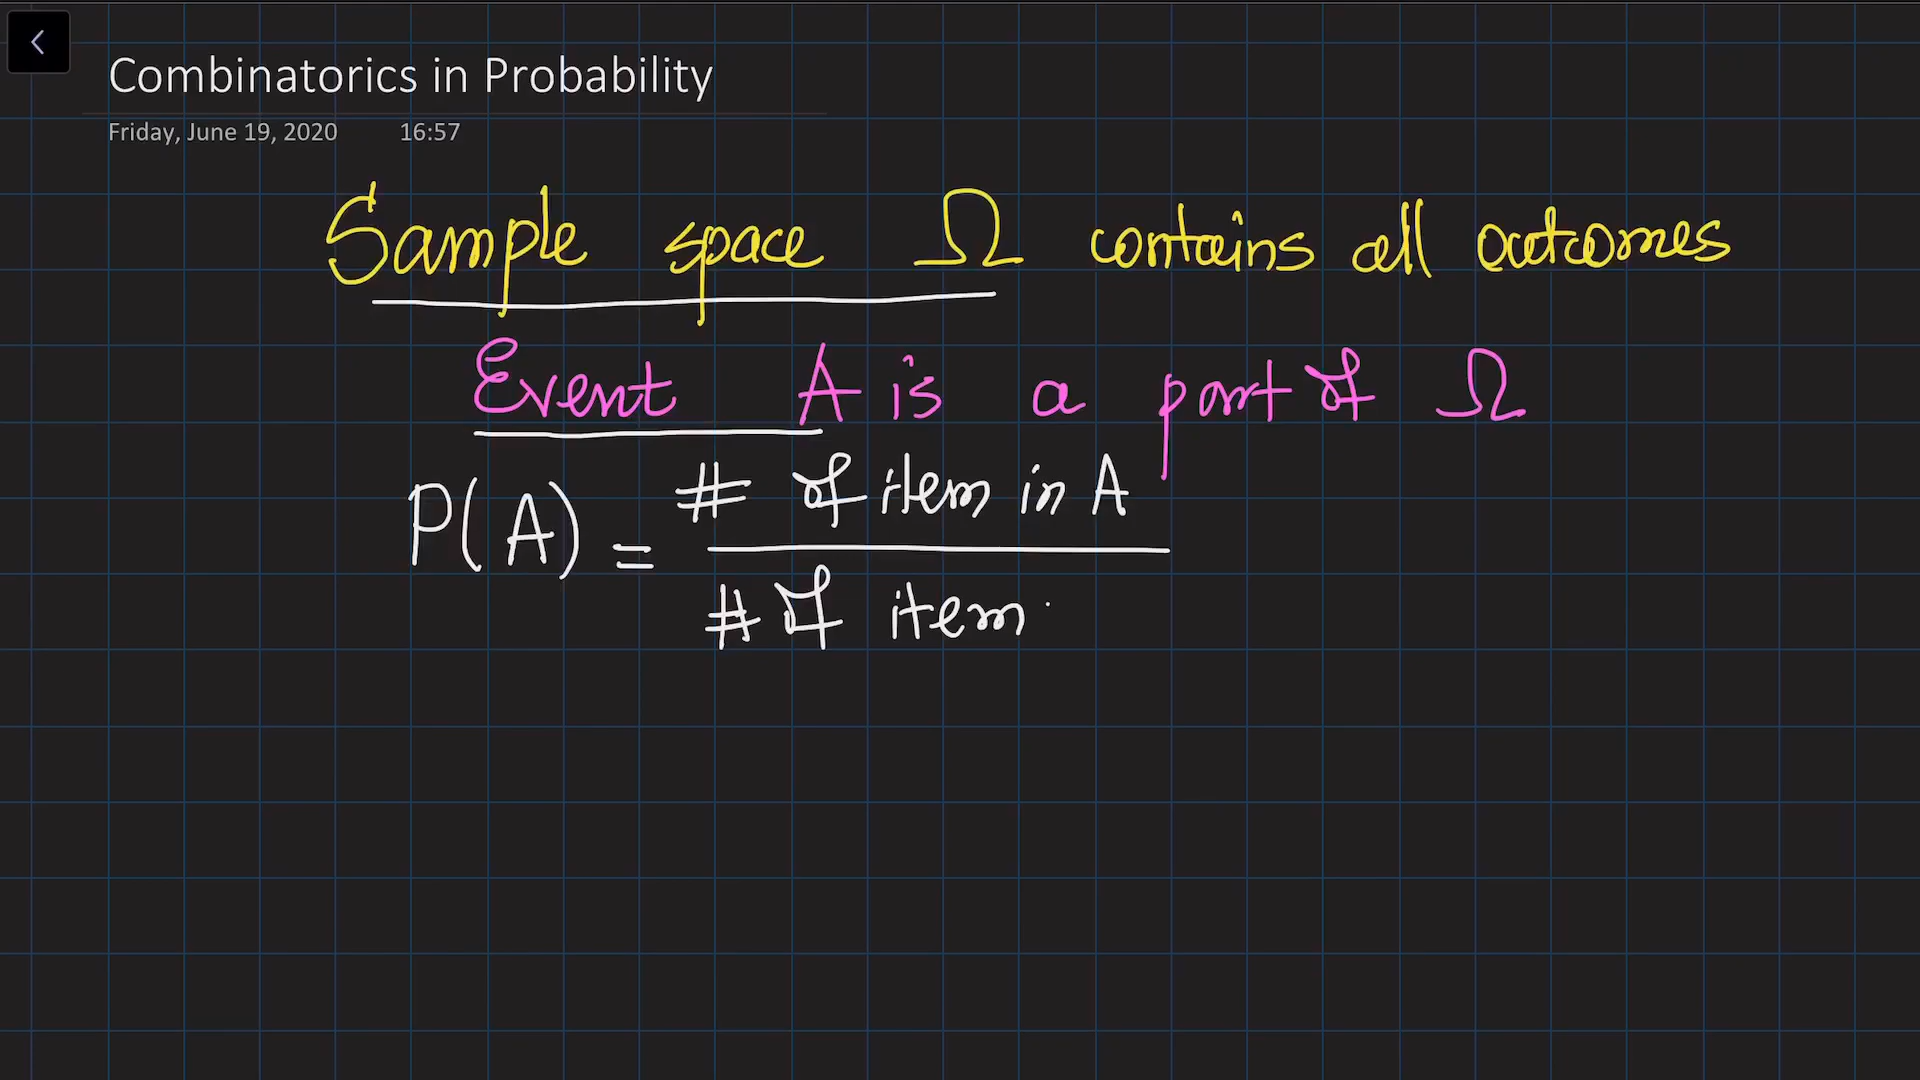 Combinatorics in Probability
Friday, June 19, 2020 16:57
Sample space Ω contains all outcomes
Event A is a part of Ω
P(A) = # of item in A
# of item